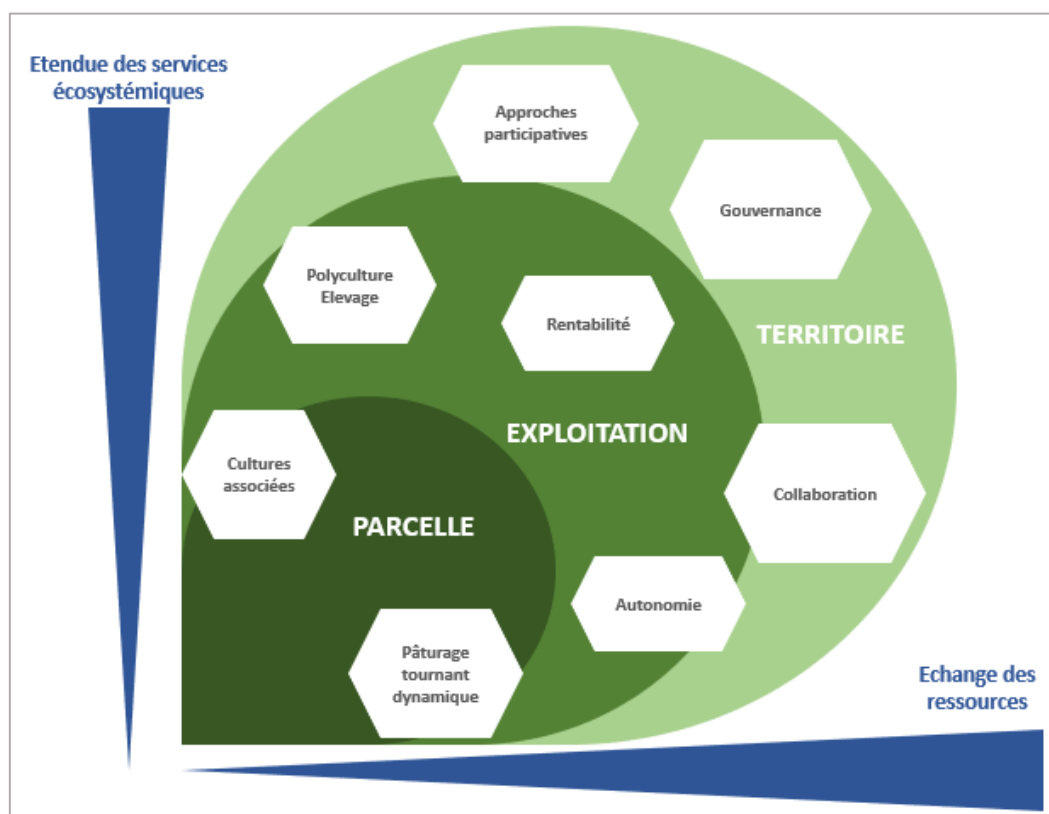 Etendue des services
écosystémiques
Approches
participatives
Gouvernance
Polyculture
Elevage
Rentabilité
TERRITOIRE
EXPLOITATION
Cultures
associées
Collaboration
PARCELLE
Autonomie
Pâturage
tournant
dynamique
Echange des
ressources